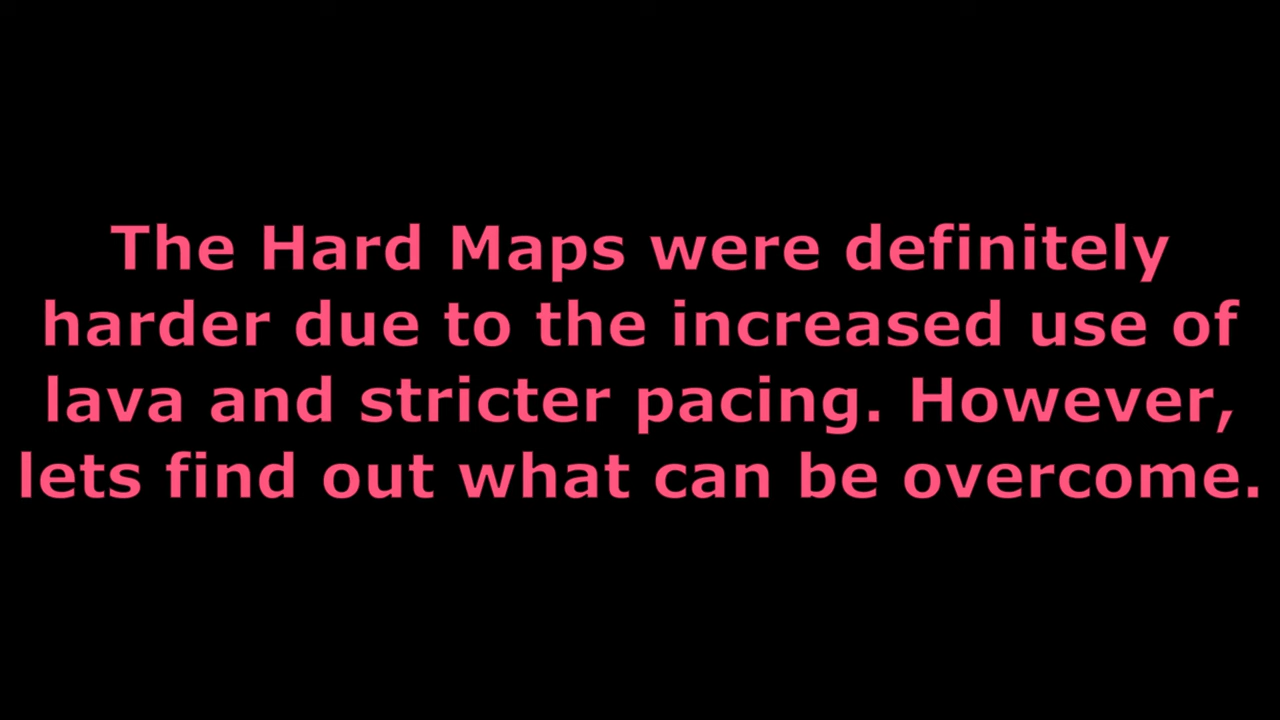 The Hard Maps were definitely
harder due to the increased use of
lava and stricter pacing. However,
lets find out what can be overcome.